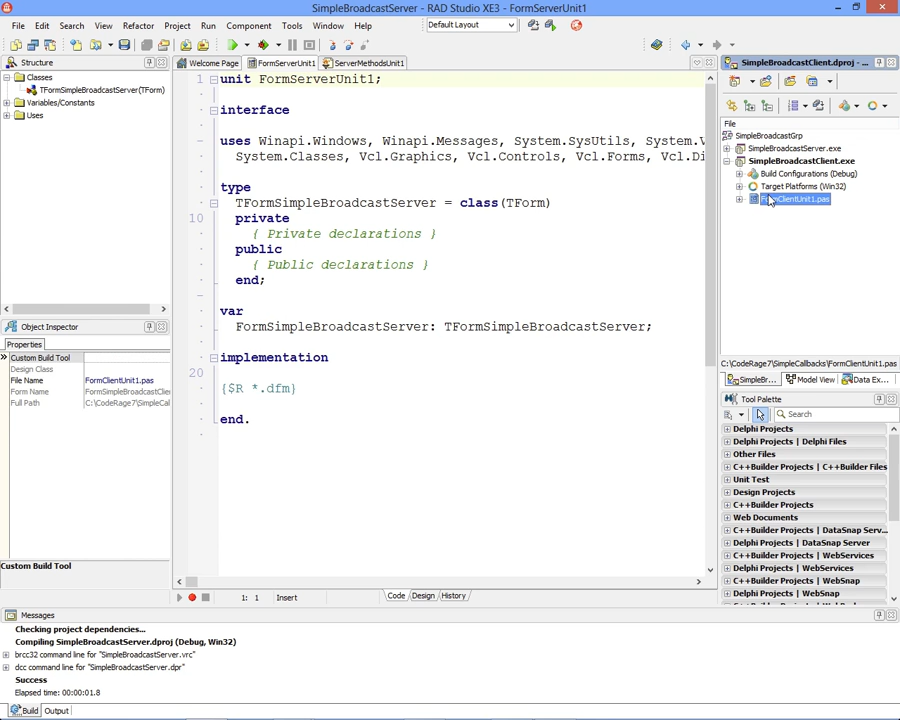 SimpleBroadcastServer - RAD Studio XE3 - FormServerUnit1
File Edit Search View Refactor Project Run Component Tools Window Help
Default Layout
Structure
Classes
TFormSimpleBroadcastServer(TForm)
Variables/Constants
Uses
Object Inspector
Properties
Custom Build Tool
Design Class
File Name FormClientUnit1.pas
Form Name FormSimpleBroadcastClie
Full Path C:\CodeRage7\SimpleCal
Custom Build Tool
Welcome Page FormServerUnit1 ServerMethodsUnit1
1 unit FormServerUnit1;
interface
uses Winapi.Windows, Winapi.Messages, System.SysUtils, System.V
System.Classes, Vcl.Graphics, Vcl.Controls, Vcl.Forms, Vcl.Di
type
TFormSimpleBroadcastServer = class(TForm)
10 private
{ Private declarations }
public
{ Public declarations }
end;
var
FormSimpleBroadcastServer: TFormSimpleBroadcastServer;
implementation
20
{$R *.dfm}
end.
1: 1 Insert Code Design History
SimpleBroadcastClient.dproj - ...
File
SimpleBroadcastGrp
SimpleBroadcastServer.exe
SimpleBroadcastClient.exe
Build Configurations (Debug)
Target Platforms (Win32)
FormClientUnit1.pas
C:\CodeRage7\SimpleCallbacks\FormClientUnit1.pas
SimpleBr... Model View Data Ex...
Tool Palette
Search
Delphi Projects
Delphi Projects | Delphi Files
Other Files
C++Builder Projects | C++Builder Files
Unit Test
Design Projects
C++Builder Projects
Web Documents
C++Builder Projects | DataSnap Serv...
Delphi Projects | DataSnap Server
C++Builder Projects | WebServices
Delphi Projects | WebServices
C++Builder Projects | WebSnap
Delphi Projects | WebSnap
Messages
Checking project dependencies...
Compiling SimpleBroadcastServer.dproj (Debug, Win32)
brcc32 command line for "SimpleBroadcastServer.vrc"
dcc command line for "SimpleBroadcastServer.dpr"
Success
Elapsed time: 00:00:01.8
Build Output